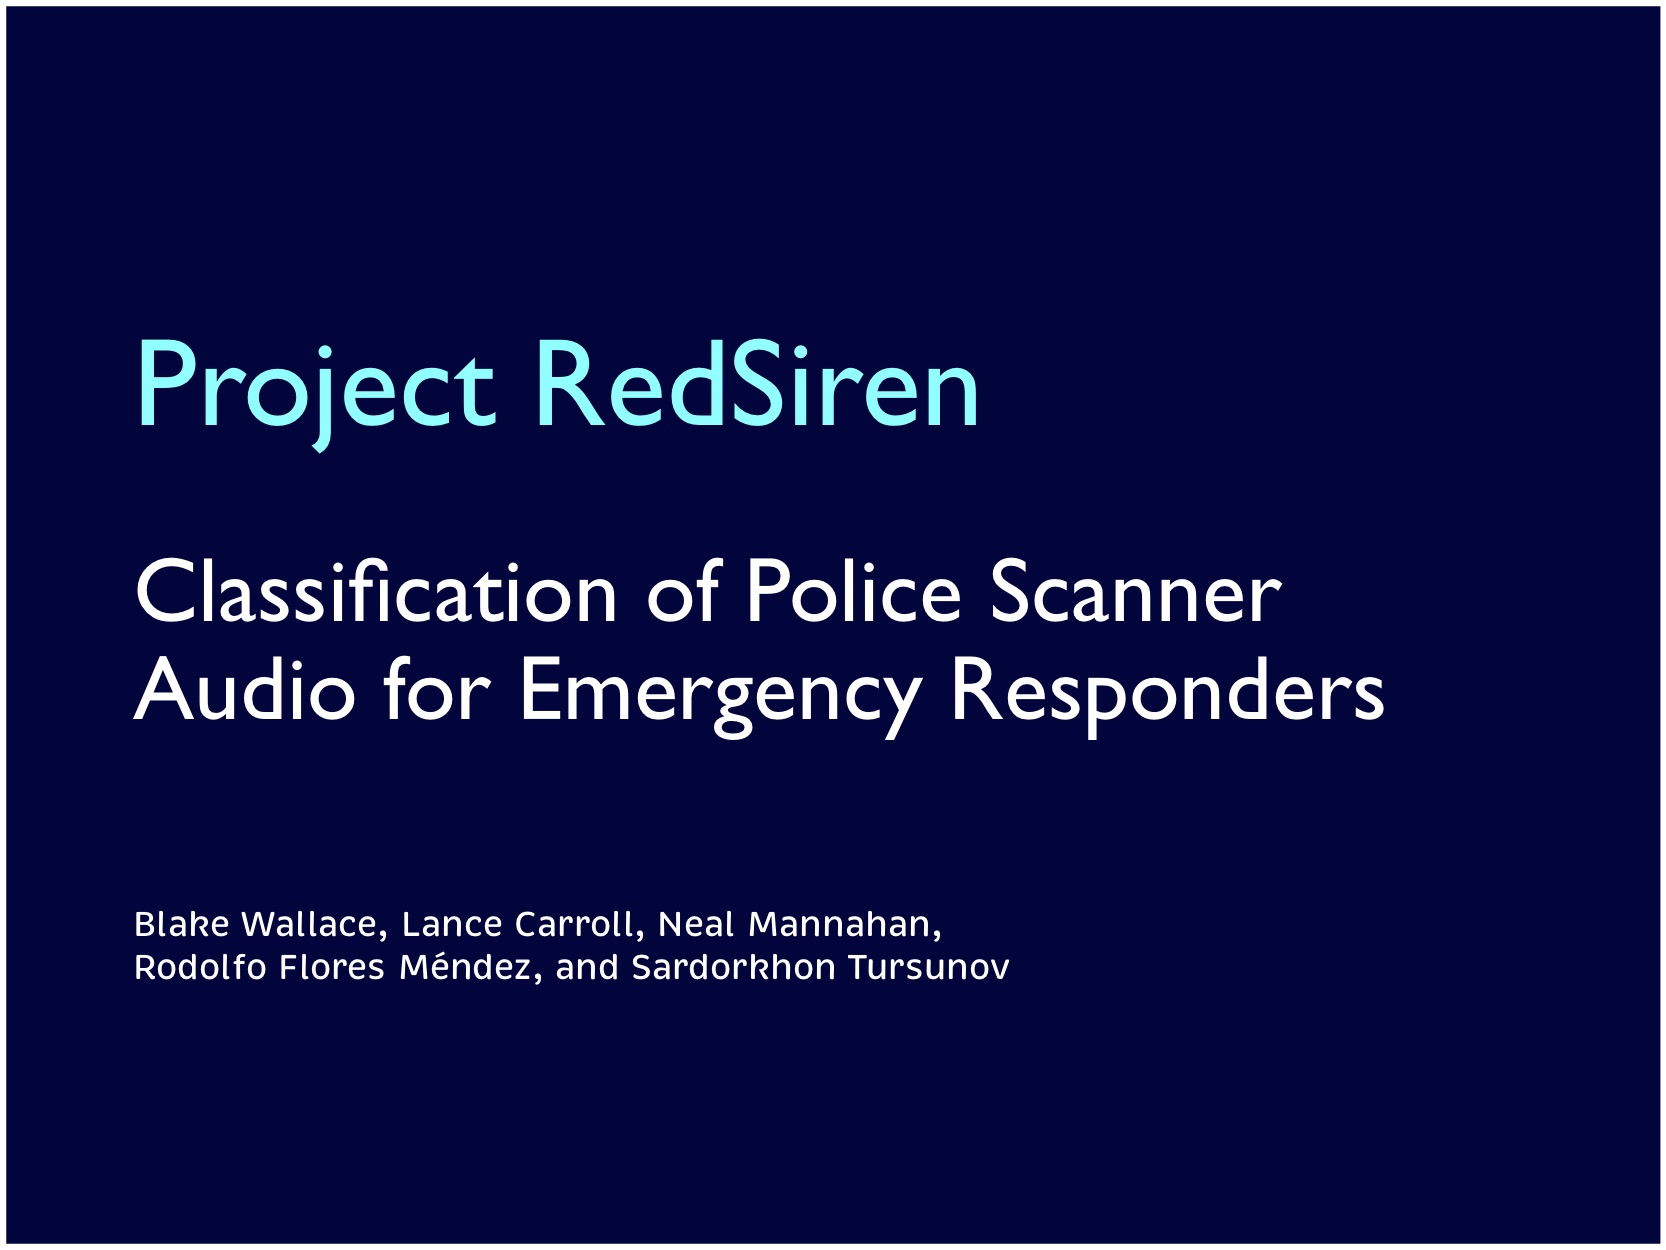 Project RedSiren
Classification of Police Scanner
Audio for Emergency Responders
Blake Wallace, Lance Carroll, Neal Mannahan,
Rodolfo Flores Méndez, and Sardorkhon Tursunov